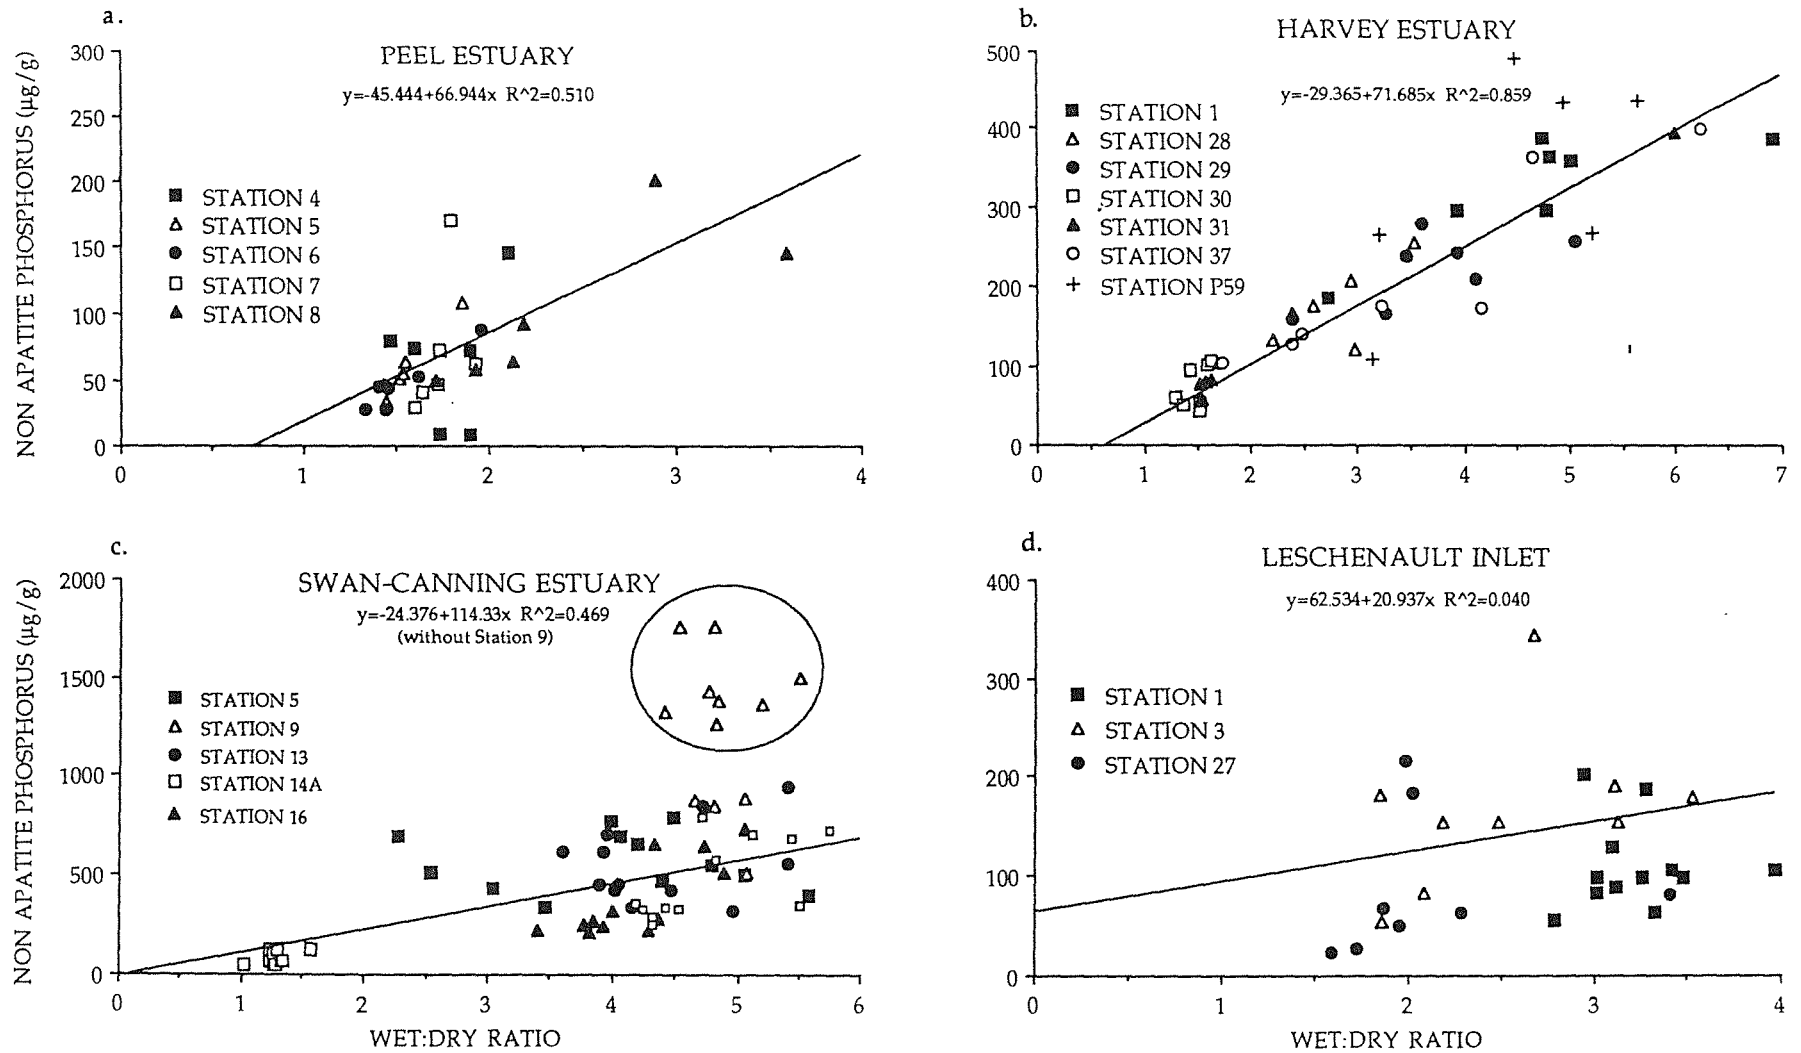 a.
PEEL ESTUARY
y=-45.444+66.944x R^2=0.510
NON APATITE PHOSPHORUS (µg/g)
300
250
200
150
100
50
0
STATION 4
STATION 5
STATION 6
STATION 7
STATION 8
0 1 2 3 4
b.
HARVEY ESTUARY
y=-29.365+71.685x R^2=0.859
500
400
300
200
100
0
STATION 1
STATION 28
STATION 29
STATION 30
STATION 31
STATION 37
STATION P59
0 1 2 3 4 5 6 7
c.
SWAN-CANNING ESTUARY
y=-24.376+114.33x R^2=0.469
(without Station 9)
NON APATITE PHOSPHORUS (µg/g)
2000
1500
1000
500
0
STATION 5
STATION 9
STATION 13
STATION 14A
STATION 16
0 1 2 3 4 5 6
WET:DRY RATIO
d.
LESCHENAULT INLET
y=62.534+20.937x R^2=0.040
400
300
200
100
0
STATION 1
STATION 3
STATION 27
0 1 2 3 4
WET:DRY RATIO